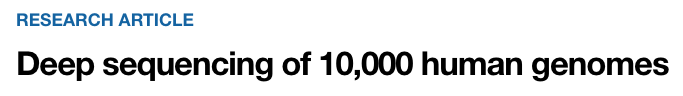 RESEARCH ARTICLE
Deep sequencing of 10,000 human genomes